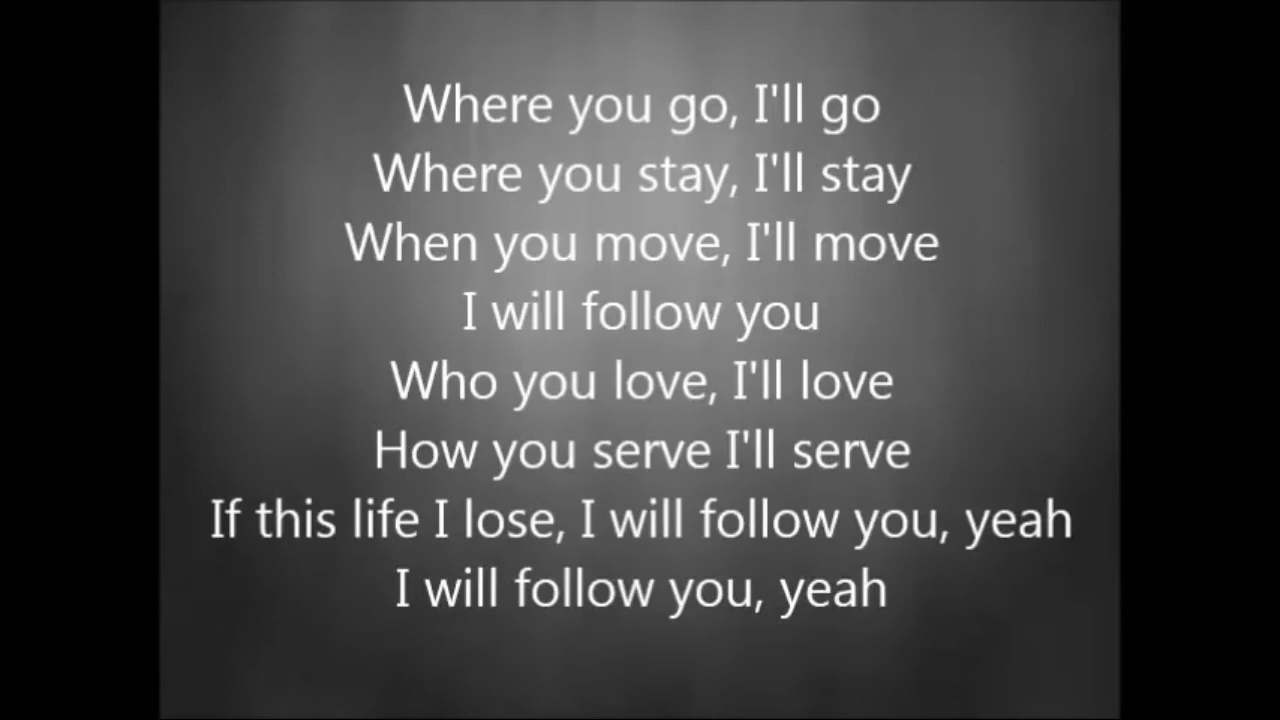 Where you go, I'll go
Where you stay, I'll stay
When you move, I'll move
I will follow you
Who you love, I'll love
How you serve I'll serve
If this life I lose, I will follow you, yeah
I will follow you, yeah